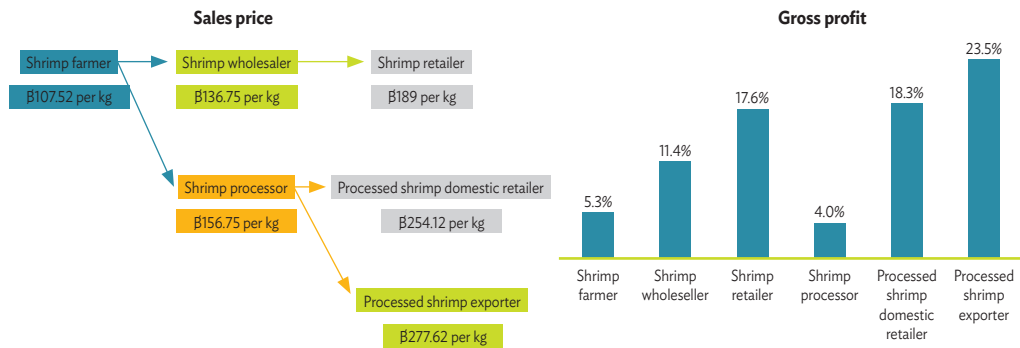 Sales price
Shrimp farmer
Shrimp wholesaler
Shrimp retailer
฿107.52 per kg
฿136.75 per kg
฿189 per kg
Shrimp processor
Processed shrimp domestic retailer
฿156.75 per kg
฿254.12 per kg
Processed shrimp exporter
฿277.62 per kg
Gross profit
5.3%
11.4%
17.6%
4.0%
18.3%
23.5%
Shrimp
farmer
Shrimp
wholeseller
Shrimp
retailer
Shrimp
processor
Processed
shrimp
domestic
retailer
Processed
shrimp
exporter